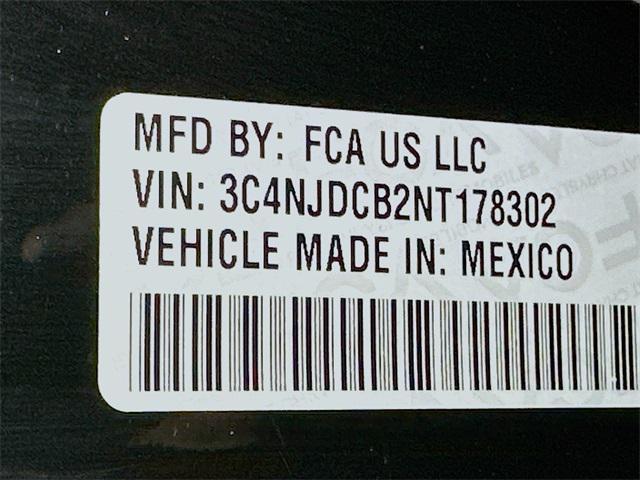 MFD BY: FCA US LLC
VIN: 3C4NJDCB2NT178302
VEHICLE MADE IN: MEXICO